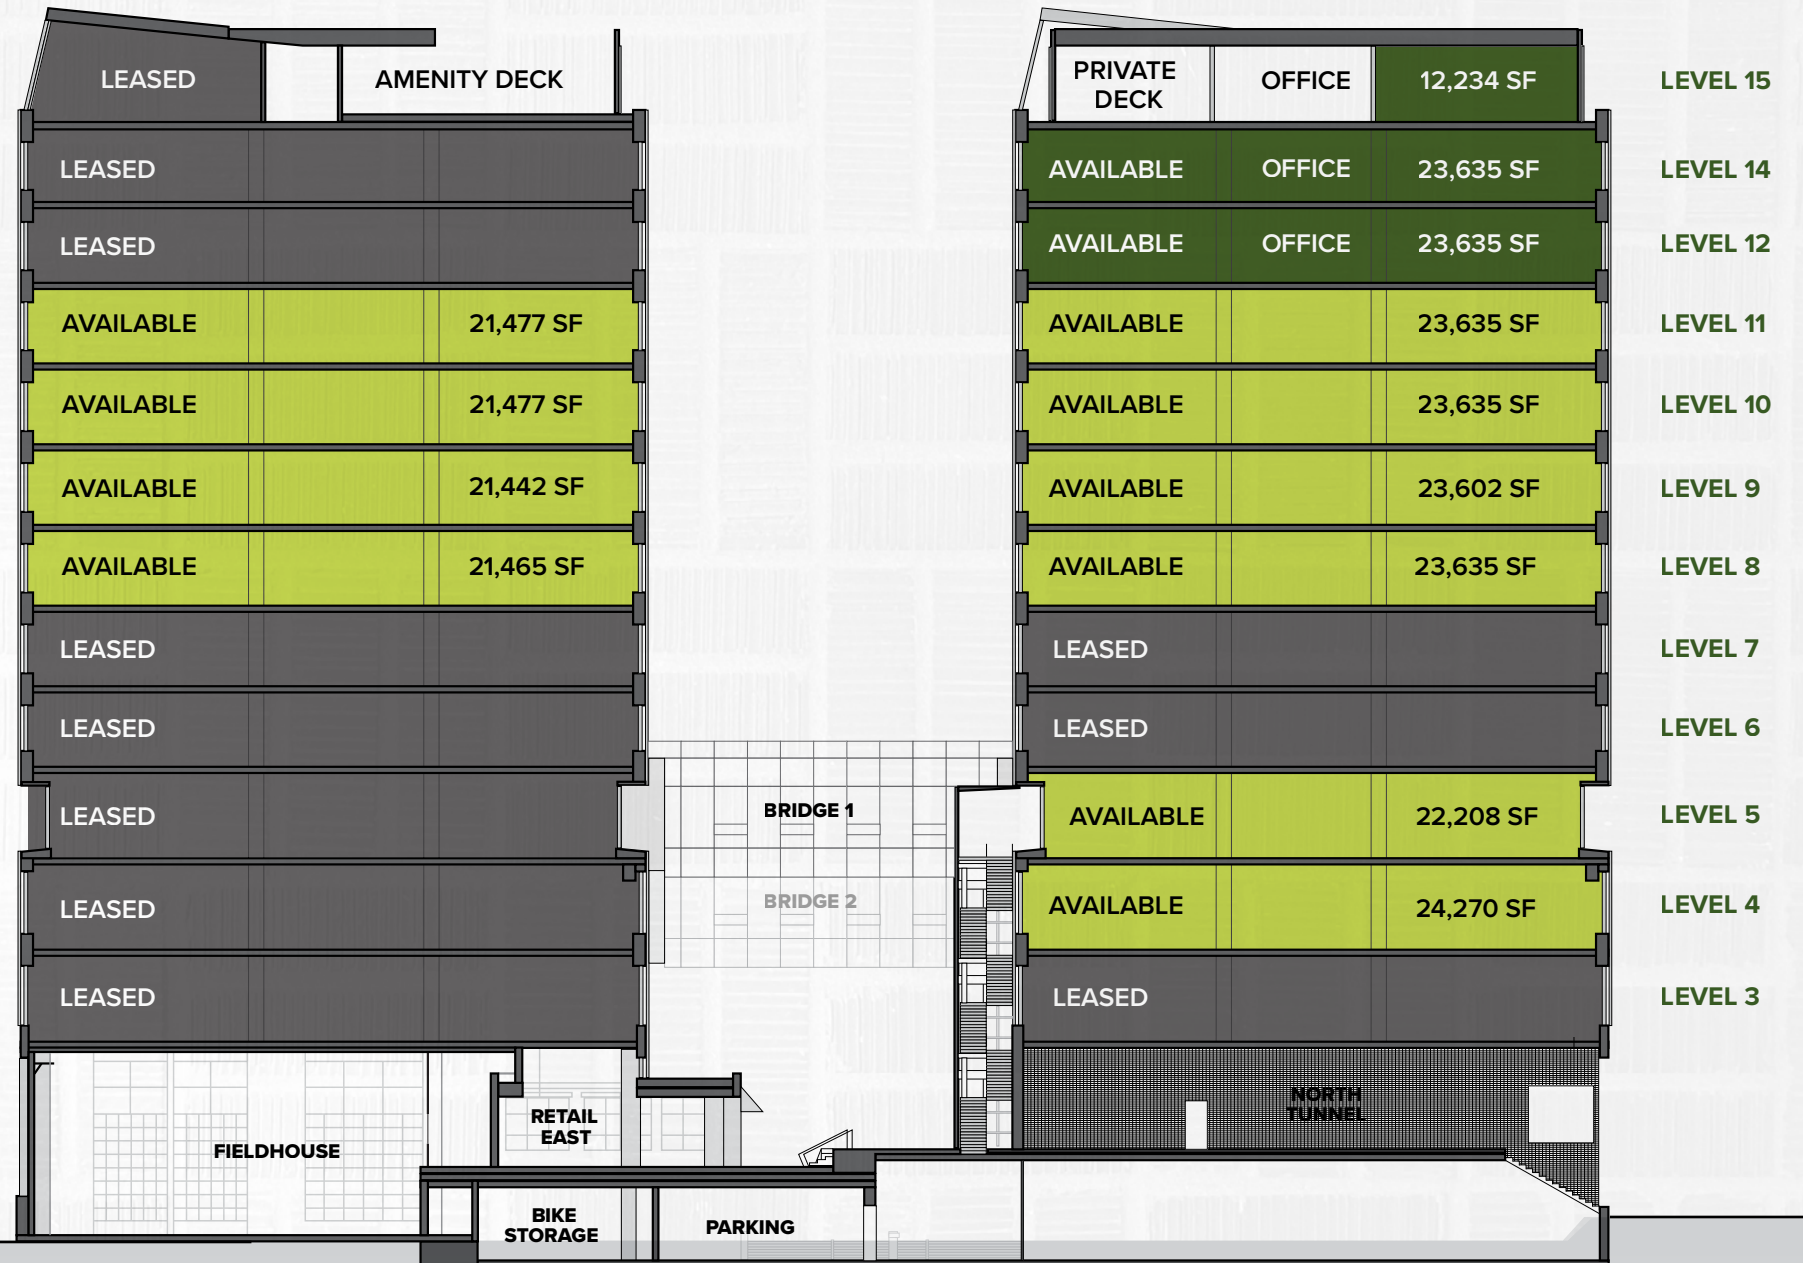 LEASED
AMENITY DECK
PRIVATE
DECK
OFFICE
12,234 SF
LEVEL 15
LEASED
AVAILABLE
OFFICE
23,635 SF
LEVEL 14
LEASED
AVAILABLE
OFFICE
23,635 SF
LEVEL 12
AVAILABLE
21,477 SF
AVAILABLE
23,635 SF
LEVEL 11
AVAILABLE
21,477 SF
AVAILABLE
23,635 SF
LEVEL 10
AVAILABLE
21,442 SF
AVAILABLE
23,602 SF
LEVEL 9
AVAILABLE
21,465 SF
AVAILABLE
23,635 SF
LEVEL 8
LEASED
LEASED
LEVEL 7
LEASED
LEASED
LEVEL 6
LEASED
BRIDGE 1
AVAILABLE
22,208 SF
LEVEL 5
LEASED
BRIDGE 2
AVAILABLE
24,270 SF
LEVEL 4
LEASED
LEASED
LEVEL 3
FIELDHOUSE
RETAIL
EAST
NORTH
TUNNEL
BIKE
STORAGE
PARKING